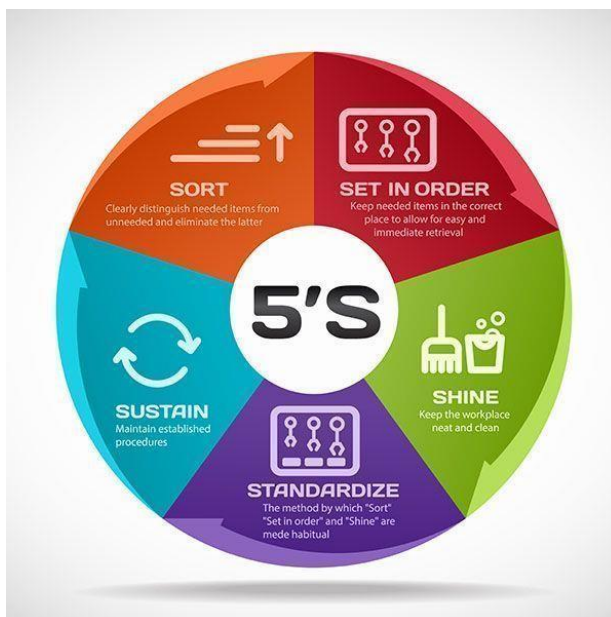 SORT
Clearly distinguish needed items from
unneeded and eliminate the latter
SET IN ORDER
Keep needed items in the correct
place to allow for easy and
immediate retrieval
5'S
SHINE
Keep the workplace
neat and clean
STANDARDIZE
The method by which "Sort"
"Set in order" and "Shine" are
mede habitual
SUSTAIN
Maintain established
procedures